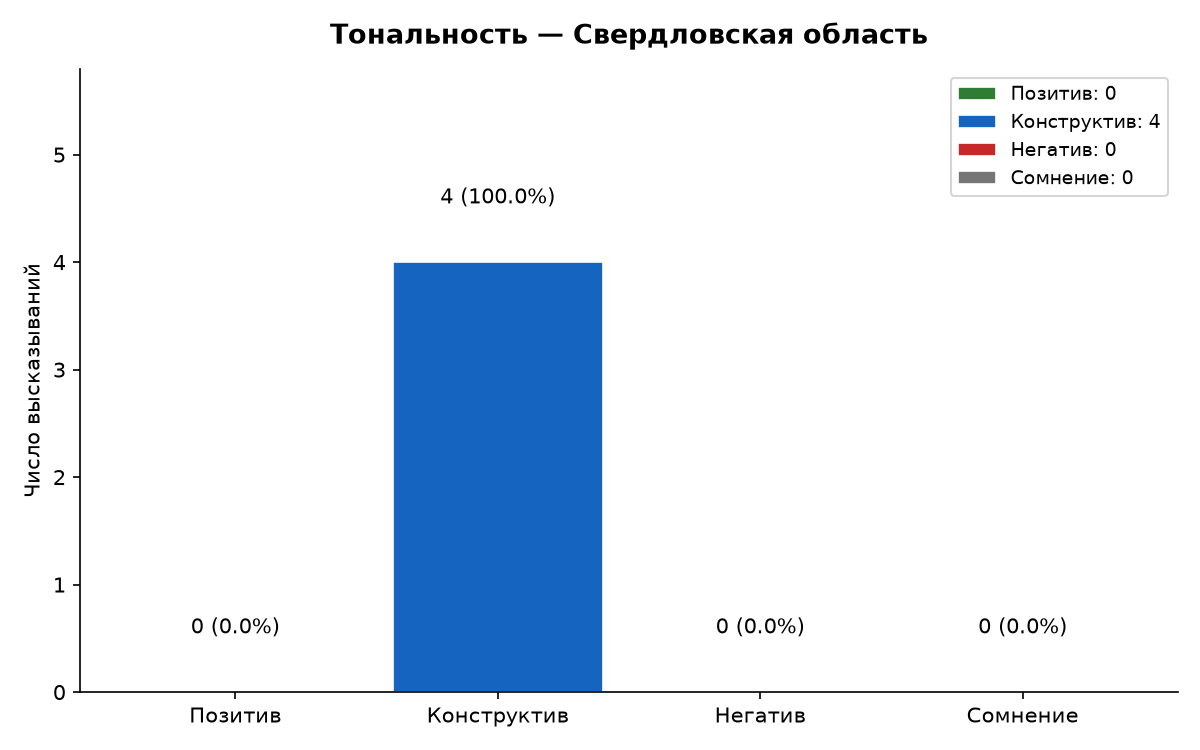 Тональность — Свердловская область
Позитив: 0
Конструктив: 4
Негатив: 0
Сомнение: 0
Число высказываний
5
4
3
2
1
0
4 (100.0%)
0 (0.0%)
0 (0.0%)
0 (0.0%)
Позитив
Конструктив
Негатив
Сомнение